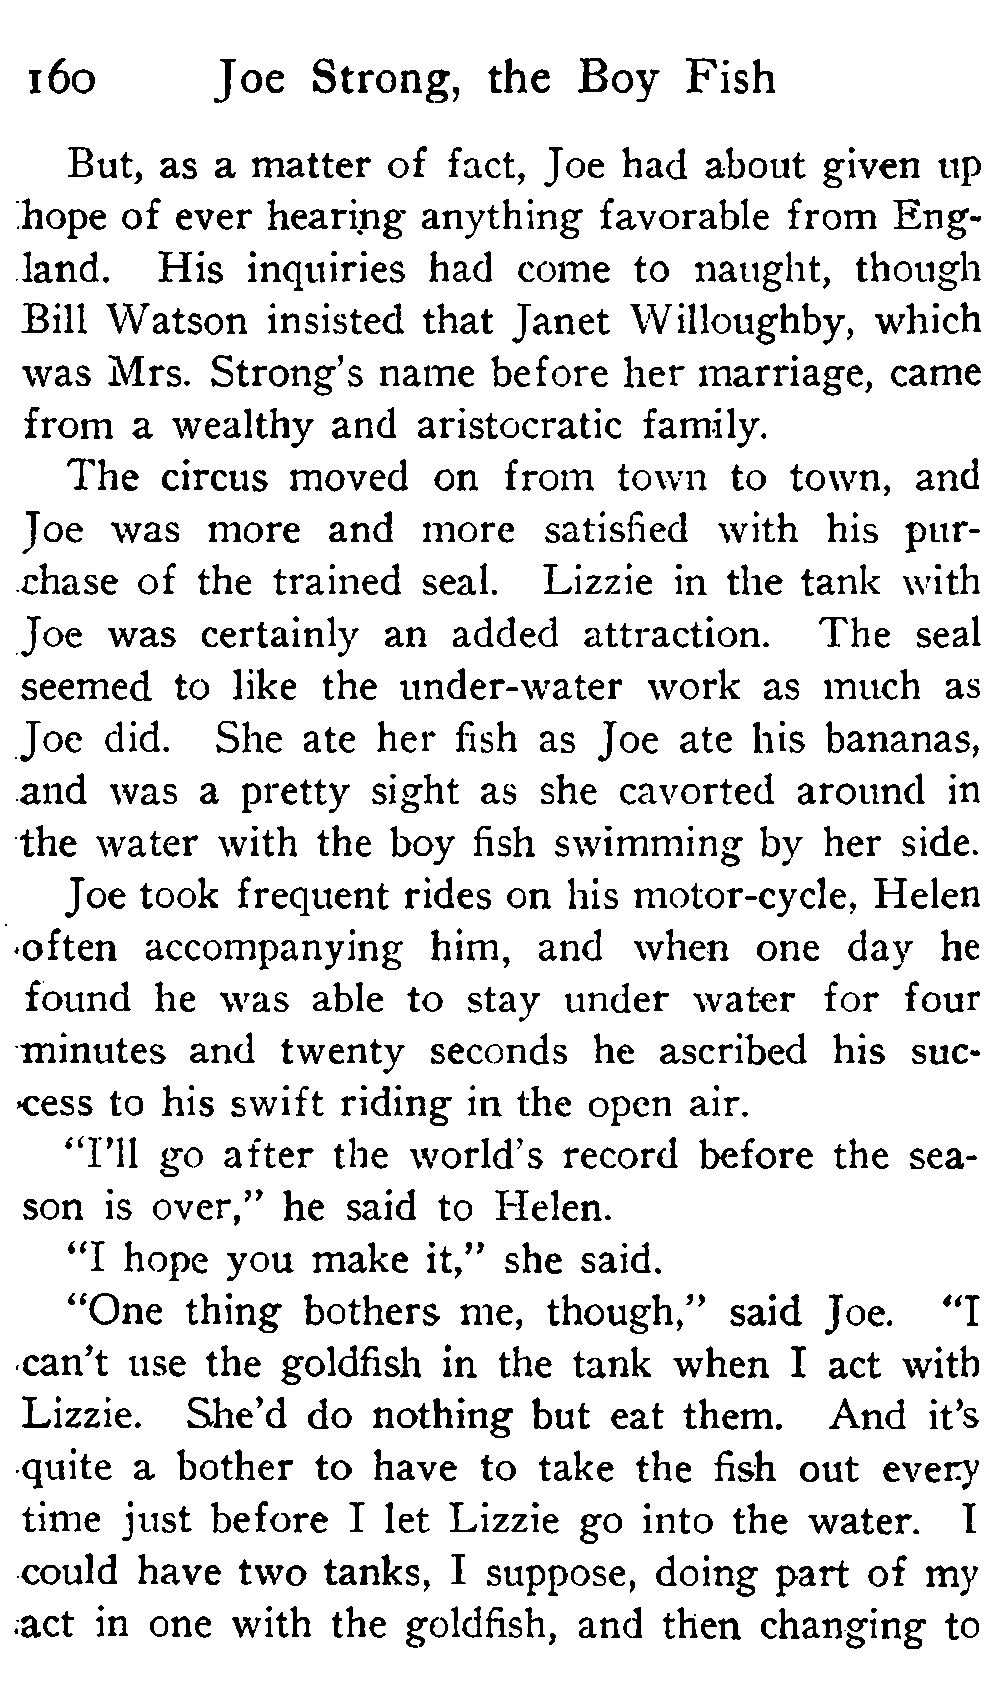 160 Joe Strong, the Boy Fish
But, as a matter of fact, Joe had about given up
hope of ever hearing anything favorable from Eng-
land. His inquiries had come to naught, though
Bill Watson insisted that Janet Willoughby, which
was Mrs. Strong's name before her marriage, came
from a wealthy and aristocratic family.
The circus moved on from town to town, and
Joe was more and more satisfied with his pur-
chase of the trained seal. Lizzie in the tank with
Joe was certainly an added attraction. The seal
seemed to like the under-water work as much as
Joe did. She ate her fish as Joe ate his bananas,
and was a pretty sight as she cavorted around in
the water with the boy fish swimming by her side.
Joe took frequent rides on his motor-cycle, Helen
often accompanying him, and when one day he
found he was able to stay under water for four
minutes and twenty seconds he ascribed his suc-
cess to his swift riding in the open air.
"I'll go after the world's record before the sea-
son is over," he said to Helen.
"I hope you make it," she said.
"One thing bothers me, though," said Joe. "I
can't use the goldfish in the tank when I act with
Lizzie. She'd do nothing but eat them. And it's
quite a bother to have to take the fish out every
time just before I let Lizzie go into the water. I
could have two tanks, I suppose, doing part of my
act in one with the goldfish, and then changing to